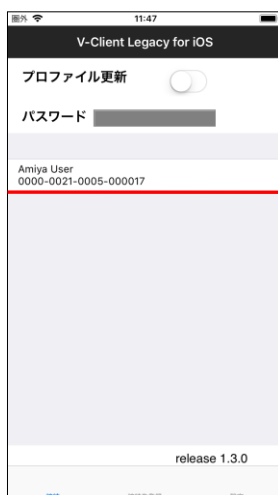 圏外 11:47
V-Client Legacy for iOS
プロファイル更新
パスワード
Amiya User
0000-0021-0005-000017
release 1.3.0